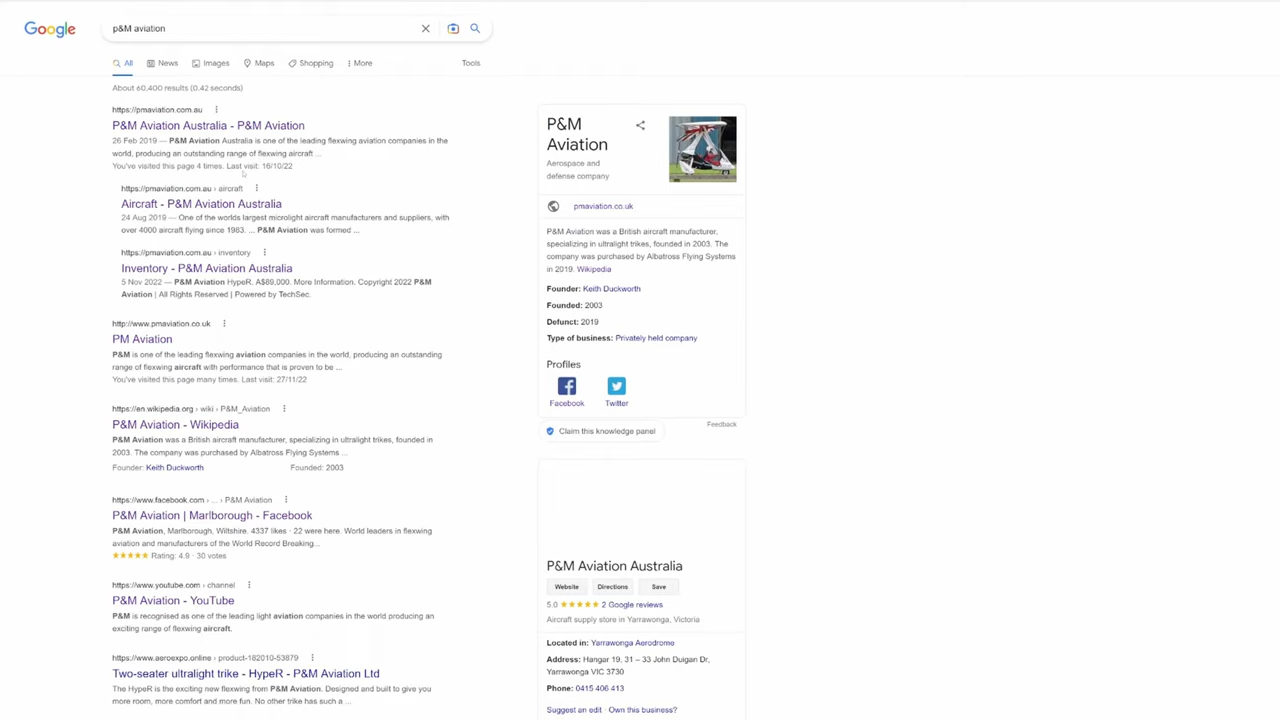 Google
p&M aviation
All
News
Images
Maps
Shopping
More
Tools
About 60,400 results (0.42 seconds)
https://pmaviation.com.au
P&M Aviation Australia - P&M Aviation
26 Feb 2019 — P&M Aviation Australia is one of the leading flexwing aviation companies in the
world, producing an outstanding range of flexwing aircraft ...
You've visited this page 4 times. Last visit: 16/10/22
https://pmaviation.com.au › aircraft
Aircraft - P&M Aviation Australia
24 Aug 2019 — One of the worlds largest microlight aircraft manufacturers and suppliers, with
over 4000 aircraft flying since 1983. ... P&M Aviation was formed ...
https://pmaviation.com.au › inventory
Inventory - P&M Aviation Australia
5 Nov 2022 — P&M Aviation HypeR. A$89,000. More Information. Copyright 2022 P&M
Aviation | All Rights Reserved | Powered by TechSec.
http://www.pmaviation.co.uk
PM Aviation
P&M is one of the leading flexwing aviation companies in the world, producing an outstanding
range of flexwing aircraft with performance that is proven to be ...
You've visited this page many times. Last visit: 27/11/22
https://en.wikipedia.org › wiki › P&M_Aviation
P&M Aviation - Wikipedia
P&M Aviation was a British aircraft manufacturer, specializing in ultralight trikes, founded in
2003. The company was purchased by Albatross Flying Systems ...
Founder: Keith Duckworth
Founded: 2003
https://www.facebook.com › ... › P&M Aviation
P&M Aviation | Marlborough - Facebook
P&M Aviation, Marlborough, Wiltshire. 4337 likes · 22 were here. World leaders in flexwing
aviation and manufacturers of the World Record Breaking...
Rating: 4.9 · 30 votes
https://www.youtube.com › channel
P&M Aviation - YouTube
P&M is recognised as one of the leading light aviation companies in the world producing an
exciting range of flexwing aircraft.
https://www.aeroexpo.online › product-182010-53879
Two-seater ultralight trike - HypeR - P&M Aviation Ltd
The HypeR is the exciting new flexwing from P&M Aviation. Designed and built to give you
more room, more comfort and more fun. No other trike has such a ...
P&M
Aviation
Aerospace and
defense company
pmaviation.co.uk
P&M Aviation was a British aircraft manufacturer,
specializing in ultralight trikes, founded in 2003. The
company was purchased by Albatross Flying Systems
in 2019. Wikipedia
Founder: Keith Duckworth
Founded: 2003
Defunct: 2019
Type of business: Privately held company
Profiles
Facebook
Twitter
Claim this knowledge panel
Feedback
P&M Aviation Australia
Website
Directions
Save
5.0 2 Google reviews
Aircraft supply store in Yarrawonga, Victoria
Located in: Yarrawonga Aerodrome
Address: Hangar 19, 31 – 33 John Duigan Dr,
Yarrawonga VIC 3730
Phone: 0415 406 413
Suggest an edit · Own this business?